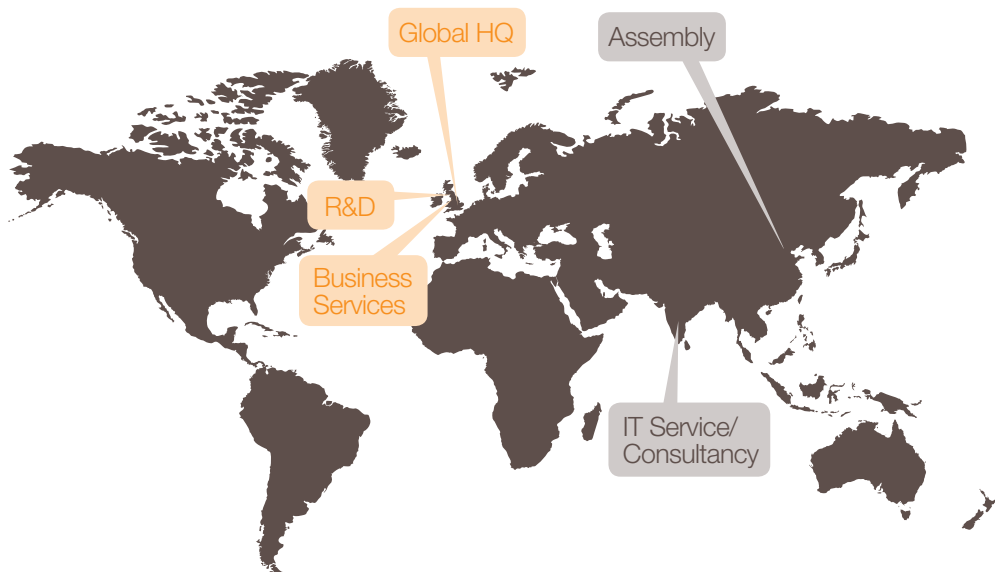 Global HQ
Assembly
R&D
Business
Services
IT Service/
Consultancy